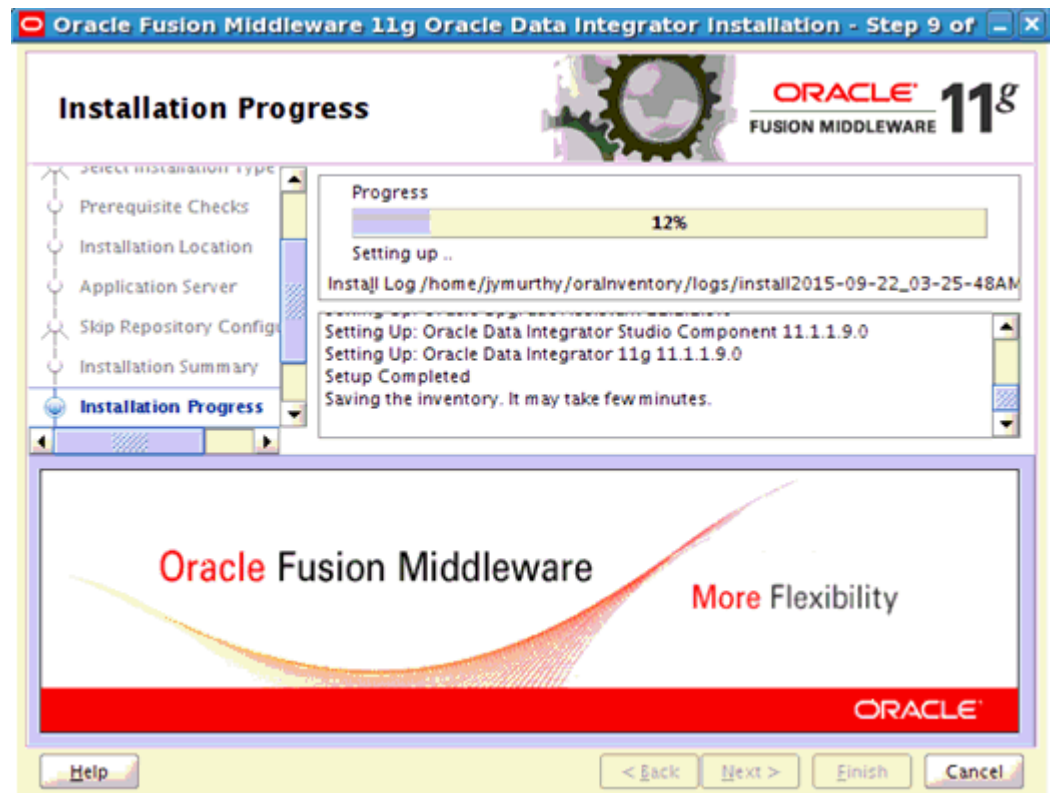 Oracle Fusion Middleware 11g Oracle Data Integrator Installation - Step 9 of
Installation Progress
ORACLE
FUSION MIDDLEWARE 11g
Select Installation Type
Prerequisite Checks
Installation Location
Application Server
Skip Repository Configu
Installation Summary
Installation Progress
Progress
12%
Setting up ..
Install Log /home/jymurthy/oraInventory/logs/install2015-09-22_03-25-48AM
Setting Up: Oracle Data Integrator Studio Component 11.1.1.9.0
Setting Up: Oracle Data Integrator 11g 11.1.1.9.0
Setup Completed
Saving the inventory. It may take few minutes.
Oracle Fusion Middleware
More Flexibility
ORACLE
Help
< Back
Next >
Finish
Cancel